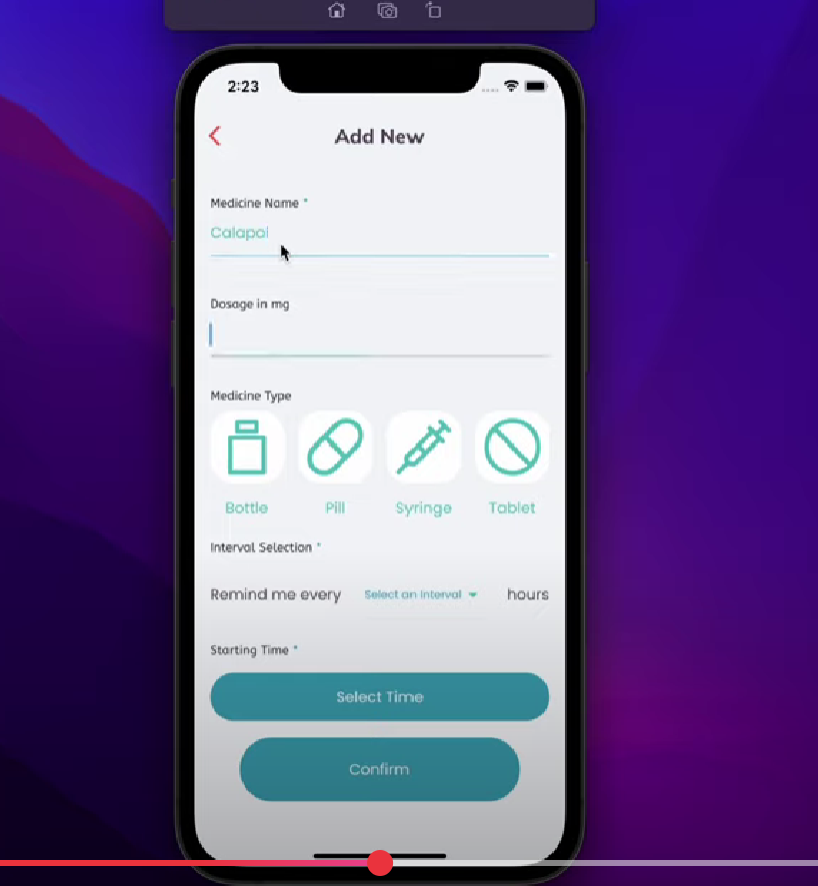 2:23
Add New
Medicine Name *
Calapol
Dosage in mg
Medicine Type
Bottle Pill Syringe Tablet
Interval Selection *
Remind me every Select an Interval hours
Starting Time *
Select Time
Confirm